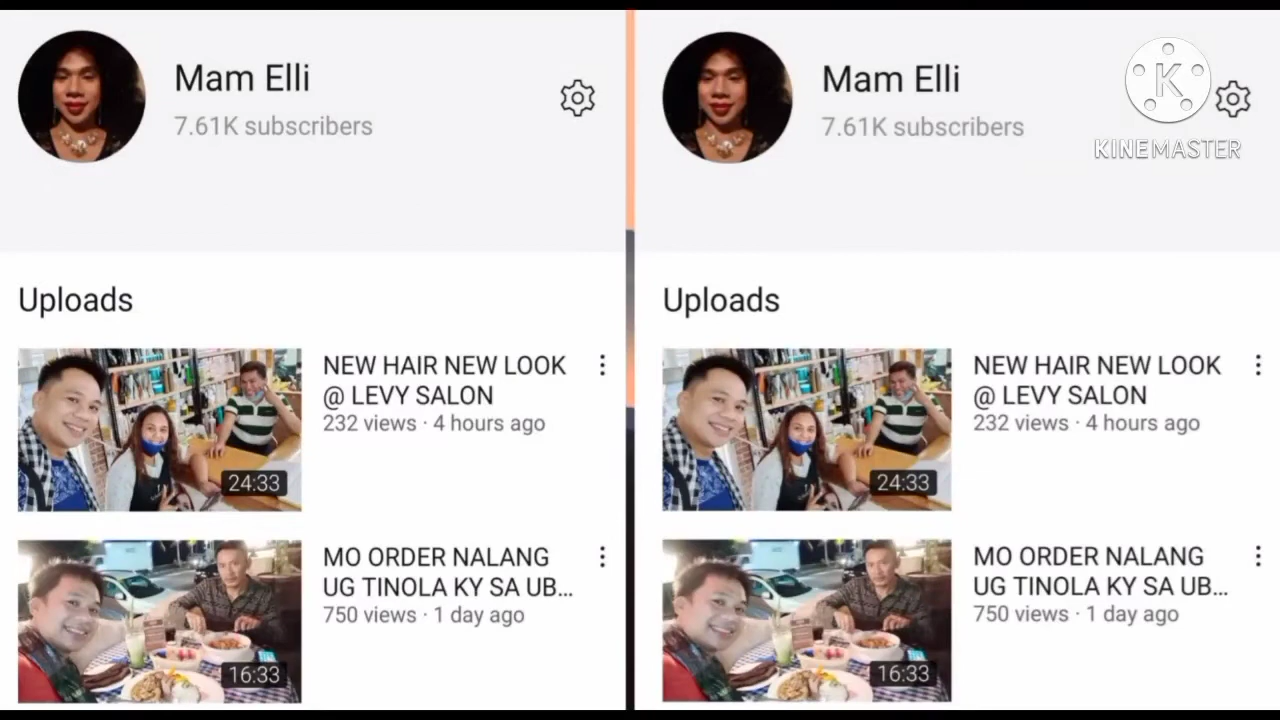 Mam Elli
7.61K subscribers
Uploads
NEW HAIR NEW LOOK
@ LEVY SALON
232 views · 4 hours ago
24:33
MO ORDER NALANG
UG TINOLA KY SA UB...
750 views · 1 day ago
16:33
Mam Elli
7.61K subscribers
K
KINEMASTER
Uploads
NEW HAIR NEW LOOK
@ LEVY SALON
232 views · 4 hours ago
24:33
MO ORDER NALANG
UG TINOLA KY SA UB...
750 views · 1 day ago
16:33